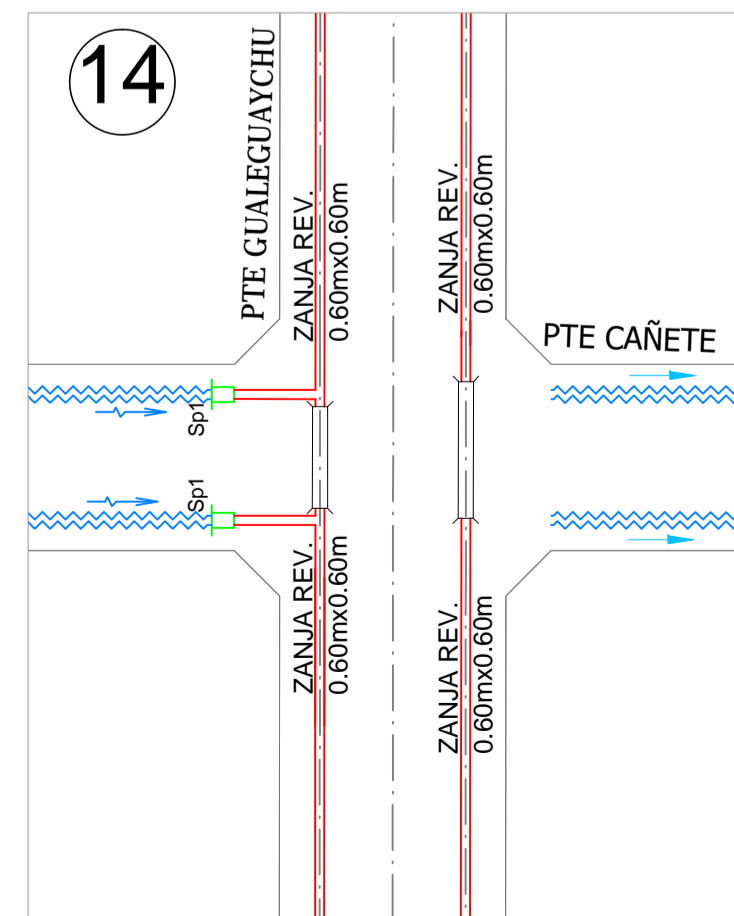 14
PTE GUALEGUAYCHU
ZANJA REV.
0.60mx0.60m
ZANJA REV.
0.60mx0.60m
PTE CAÑETE
Sp1
Sp1
ZANJA REV.
0.60mx0.60m
ZANJA REV.
0.60mx0.60m